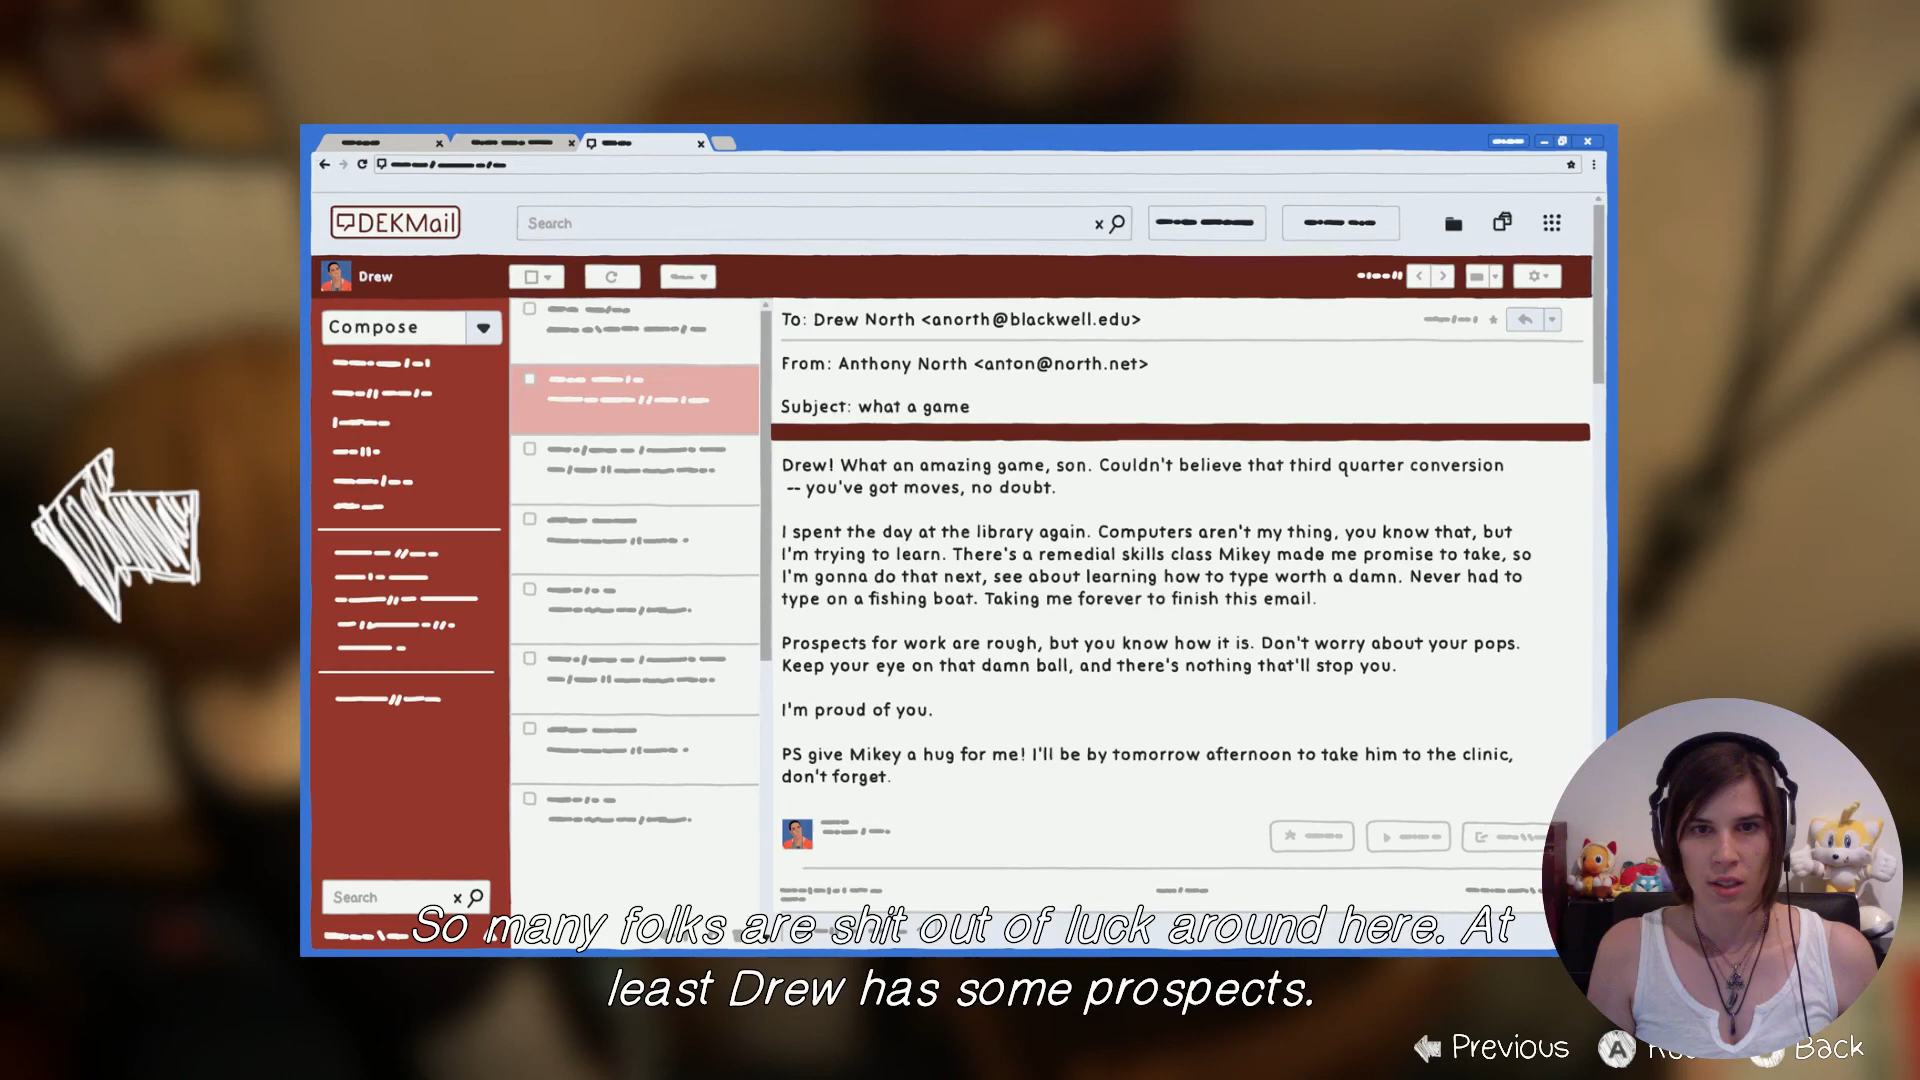 DEKMail
Search
x
Drew
Compose
To: Drew North <anorth@blackwell.edu>
From: Anthony North <anton@north.net>
Subject: what a game
Drew! What an amazing game, son. Couldn't believe that third quarter conversion
-- you've got moves, no doubt.
I spent the day at the library again. Computers aren't my thing, you know that, but
I'm trying to learn. There's a remedial skills class Mikey made me promise to take, so
I'm gonna do that next, see about learning how to type worth a damn. Never had to
type on a fishing boat. Taking me forever to finish this email.
Prospects for work are rough, but you know how it is. Don't worry about your pops.
Keep your eye on that damn ball, and there's nothing that'll stop you.
I'm proud of you.
PS give Mikey a hug for me! I'll be by tomorrow afternoon to take him to the clinic,
don't forget.
Search
x
So many folks are shit out of luck around here. At
least Drew has some prospects.
Previous
A
Back